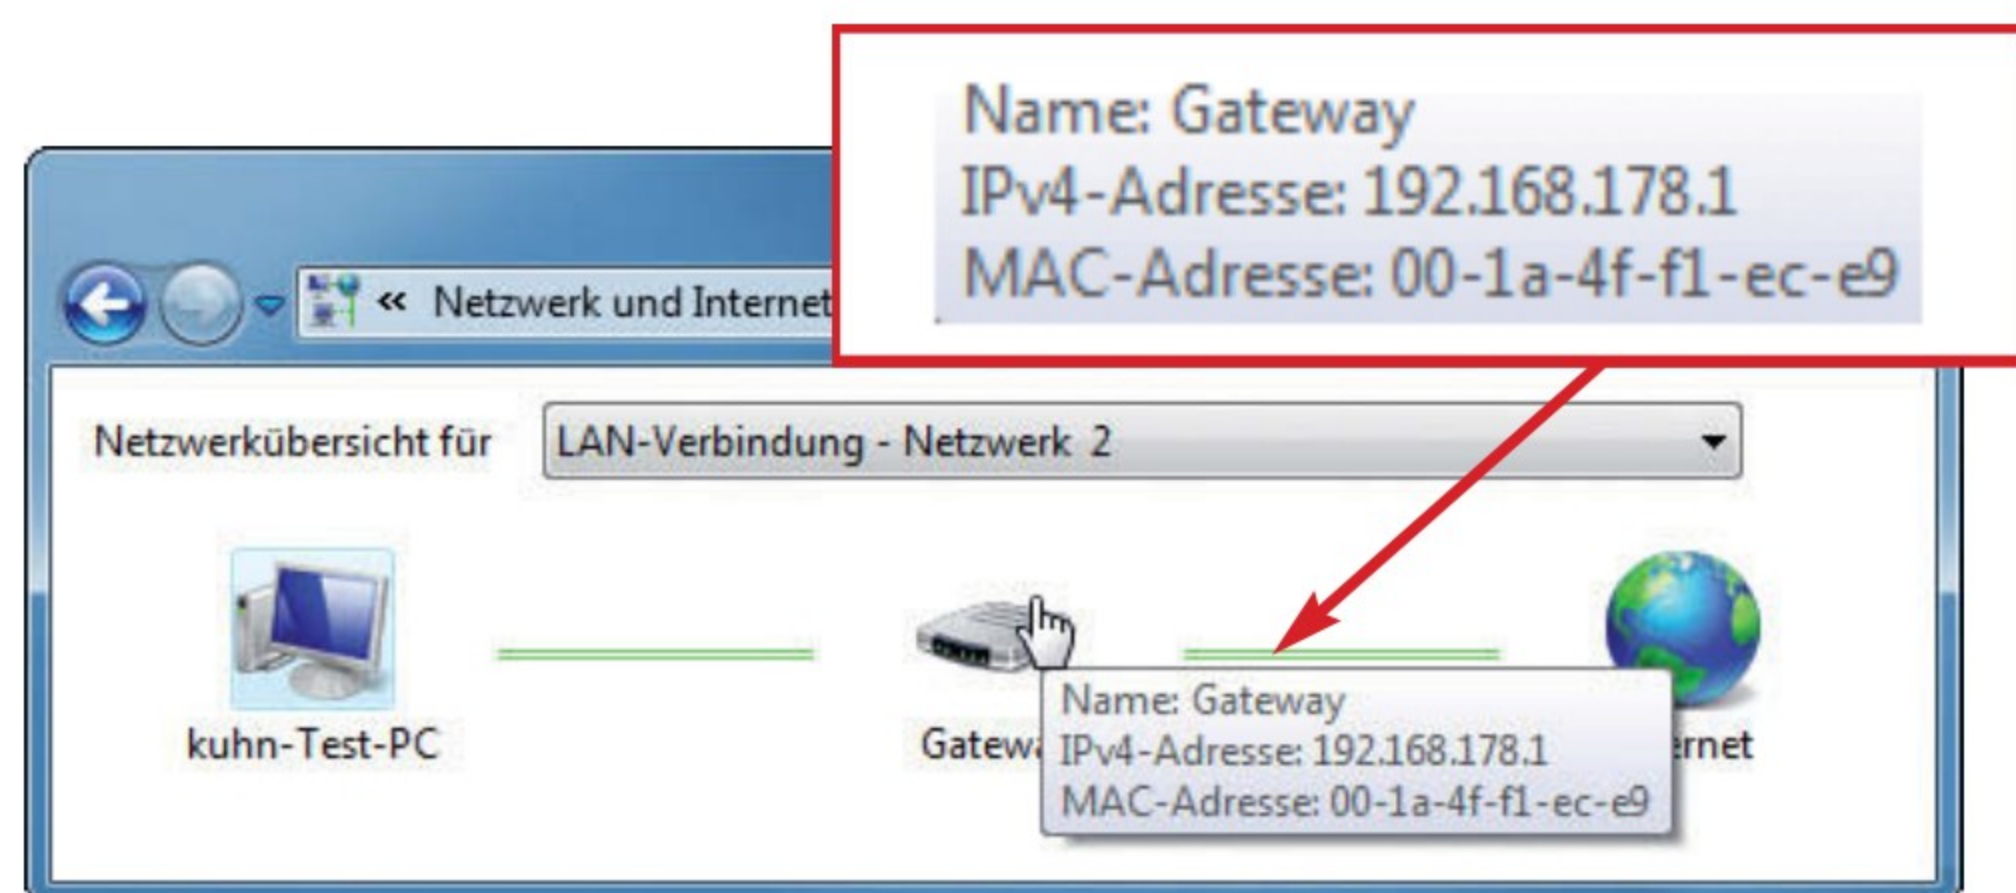 Name: Gateway
IPv4-Adresse: 192.168.178.1
MAC-Adresse: 00-1a-4f-f1-ec-e9
« Netzwerk und Internet
Netzwerkübersicht für LAN-Verbindung - Netzwerk 2
kuhn-Test-PC
Name: Gateway
IPv4-Adresse: 192.168.178.1
MAC-Adresse: 00-1a-4f-f1-ec-e9